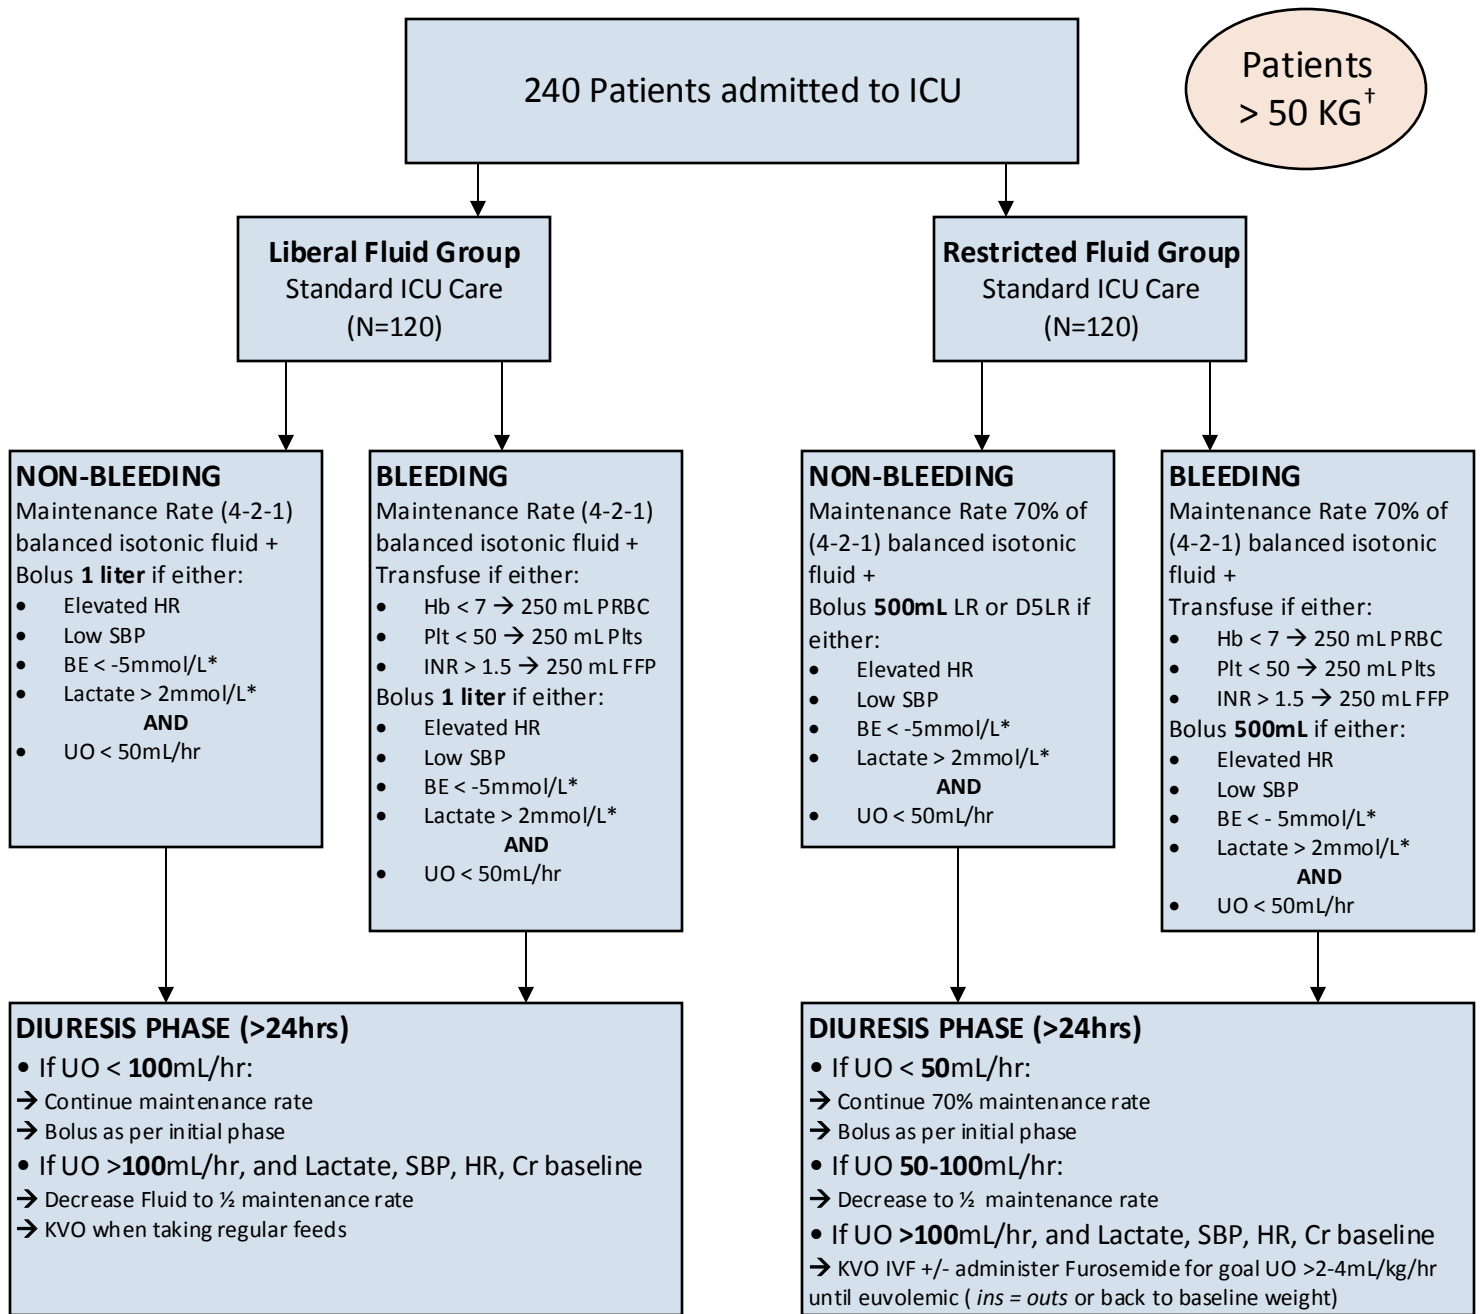 240 Patients admitted to ICU
Patients
> 50 KG†
Liberal Fluid Group
Standard ICU Care
(N=120)
Restricted Fluid Group
Standard ICU Care
(N=120)
NON-BLEEDING
Maintenance Rate (4-2-1)
balanced isotonic fluid +
Bolus 1 liter if either:
• Elevated HR
• Low SBP
• BE < -5mmol/L*
• Lactate > 2mmol/L*
AND
• UO < 50mL/hr
BLEEDING
Maintenance Rate (4-2-1)
balanced isotonic fluid +
Transfuse if either:
• Hb < 7 → 250 mL PRBC
• Plt < 50 → 250 mL Plts
• INR > 1.5 → 250 mL FFP
Bolus 1 liter if either:
• Elevated HR
• Low SBP
• BE < -5mmol/L*
• Lactate > 2mmol/L*
AND
• UO < 50mL/hr
NON-BLEEDING
Maintenance Rate 70% of
(4-2-1) balanced isotonic
fluid +
Bolus 500mL LR or D5LR if
either:
• Elevated HR
• Low SBP
• BE < -5mmol/L*
• Lactate > 2mmol/L*
AND
• UO < 50mL/hr
BLEEDING
Maintenance Rate 70% of
(4-2-1) balanced isotonic
fluid +
Transfuse if either:
• Hb < 7 → 250 mL PRBC
• Plt < 50 → 250 mL Plts
• INR > 1.5 → 250 mL FFP
Bolus 500mL if either:
• Elevated HR
• Low SBP
• BE < - 5mmol/L*
• Lactate > 2mmol/L*
AND
• UO < 50mL/hr
DIURESIS PHASE (>24hrs)
• If UO < 100mL/hr:
→ Continue maintenance rate
→ Bolus as per initial phase
• If UO >100mL/hr, and Lactate, SBP, HR, Cr baseline
→ Decrease Fluid to ½ maintenance rate
→ KVO when taking regular feeds
DIURESIS PHASE (>24hrs)
• If UO < 50mL/hr:
→ Continue 70% maintenance rate
→ Bolus as per initial phase
• If UO 50-100mL/hr:
→ Decrease to ½ maintenance rate
• If UO >100mL/hr, and Lactate, SBP, HR, Cr baseline
→ KVO IVF +/- administer Furosemide for goal UO >2-4mL/kg/hr
until euvolemic ( ins = outs or back to baseline weight)